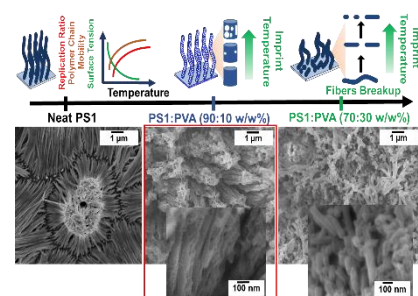 Replication Ratio
Polymer Chain
Mobility
Surface Tension
Temperature
Imprint
Temperature
Imprint
Temperature
Fibers Breakup
Neat PS1
PS1:PVA (90:10 w/w%)
PS1:PVA (70:30 w/w%)
1 µm
1 µm
1 µm
100 nm
100 nm